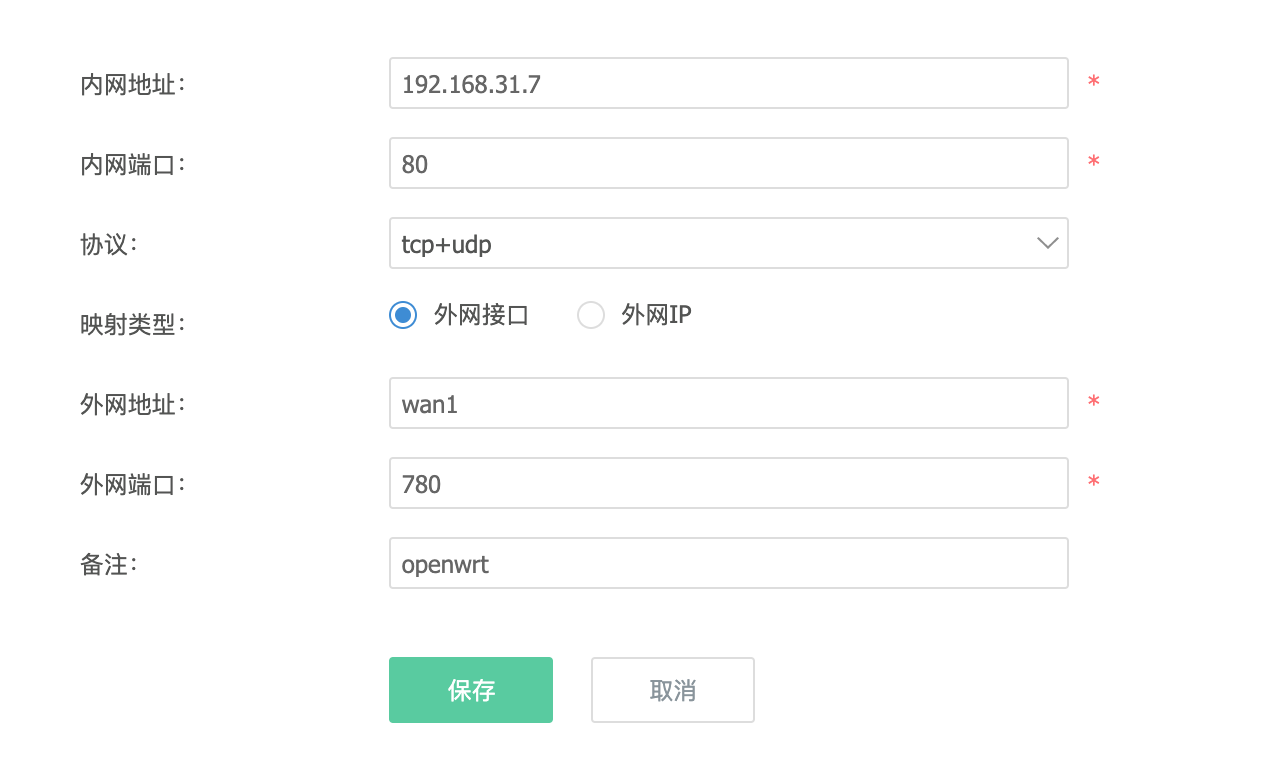 内网地址： 192.168.31.7 *
内网端口： 80 *
协议： tcp+udp
映射类型： 外网接口 外网IP
外网地址： wan1 *
外网端口： 780 *
备注： openwrt
保存 取消